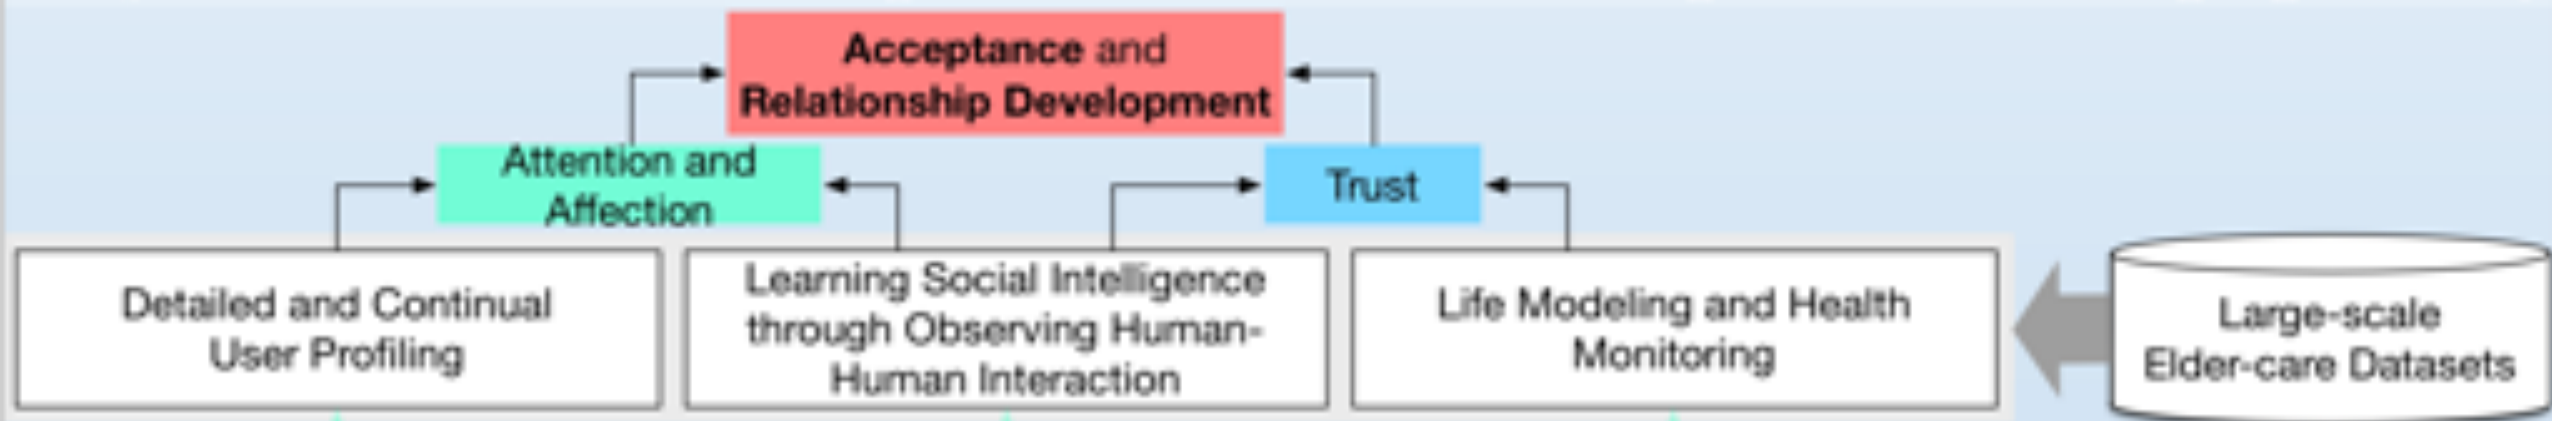 Acceptance and
Relationship Development
Attention and
Affection
Trust
Detailed and Continual
User Profiling
Learning Social Intelligence
through Observing Human-
Human Interaction
Life Modeling and Health
Monitoring
Large-scale
Elder-care Datasets